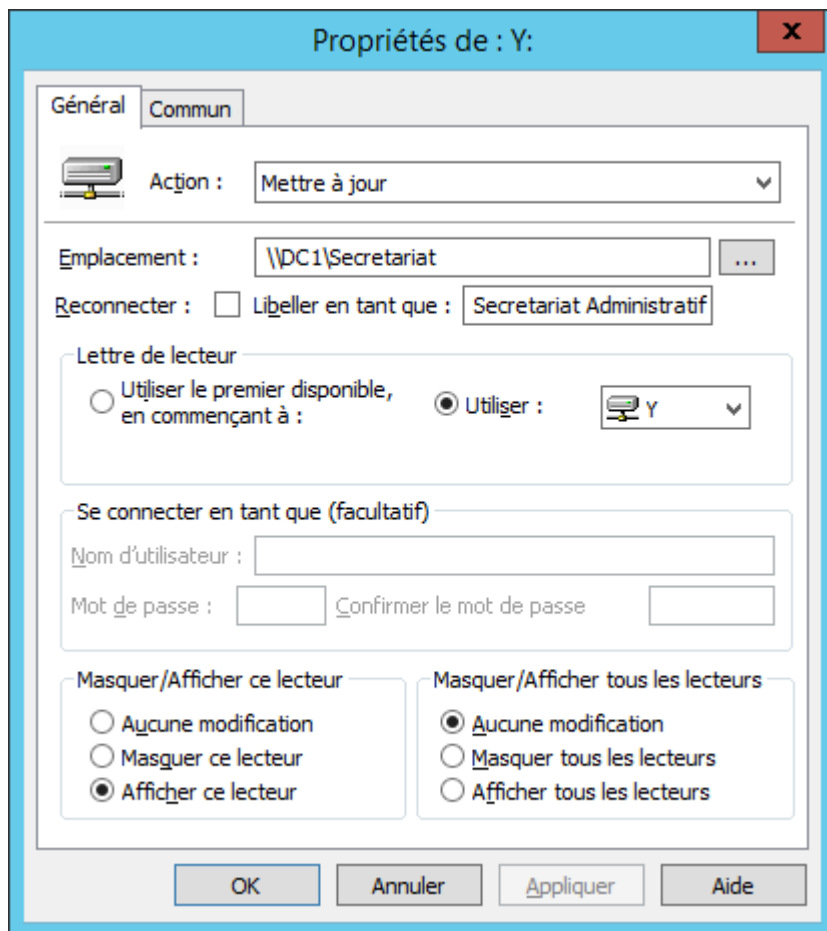 Propriétés de : Y:
x
Général Commun
Action : Mettre à jour
Emplacement : \\DC1\Secretariat ...
Reconnecter : Libeller en tant que : Secretariat Administratif
Lettre de lecteur
Utiliser le premier disponible,
en commençant à :
Utiliser : Y
Se connecter en tant que (facultatif)
Nom d'utilisateur :
Mot de passe : Confirmer le mot de passe
Masquer/Afficher ce lecteur
Aucune modification
Masquer ce lecteur
Afficher ce lecteur
Masquer/Afficher tous les lecteurs
Aucune modification
Masquer tous les lecteurs
Afficher tous les lecteurs
OK Annuler Appliquer Aide